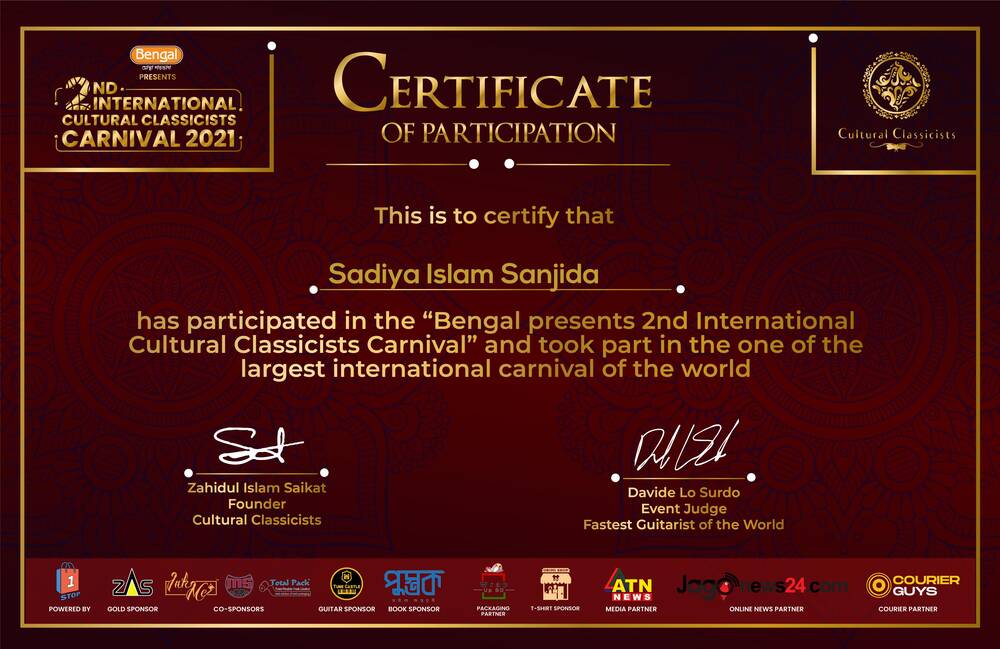 Bengal
PRESENTS
2ND
INTERNATIONAL
CULTURAL CLASSICISTS
CARNIVAL 2021
CERTIFICATE
OF PARTICIPATION
Cultural Classicists
This is to certify that
Sadiya Islam Sanjida
has participated in the “Bengal presents 2nd International
Cultural Classicists Carnival” and took part in the one of the
largest international carnival of the world
Zahidul Islam Saikat
Founder
Cultural Classicists
Davide Lo Surdo
Event Judge
Fastest Guitarist of the World
1
STOP
POWERED BY
ZAS
GOLD SPONSOR
Ink Me
Total Pack
CO-SPONSORS
TUNE CASTLE
GUITAR SPONSOR
পুস্তক
BOOK SPONSOR
PACKAGING
PARTNER
T-SHIRT SPONSOR
ATN
NEWS
MEDIA PARTNER
Jagonews24.com
ONLINE NEWS PARTNER
COURIER
GUYS
COURIER PARTNER